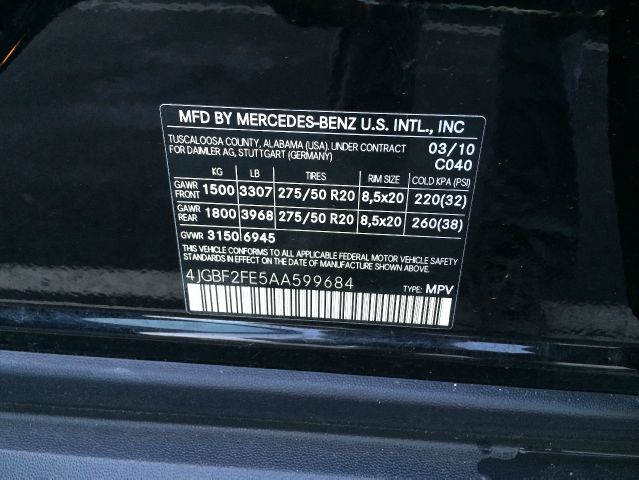 MFD BY MERCEDES-BENZ U.S. INTL., INC
TUSCALOOSA COUNTY, ALABAMA (USA). UNDER CONTRACT 03/10
FOR DAIMLER AG, STUTTGART (GERMANY) C040
KG LB TIRES RIM SIZE COLD KPA (PSI)
GAWR FRONT 1500 3307 275/50 R20 8,5x20 220(32)
GAWR REAR 1800 3968 275/50 R20 8,5x20 260(38)
GVWR 3150 6945
THIS VEHICLE CONFORMS TO ALL APPLICABLE FEDERAL MOTOR VEHICLE SAFETY
STANDARDS IN EFFECT ON THE DATE OF MANUFACTURE SHOWN ABOVE.
4JGBF2FE5AA599684 TYPE: MPV